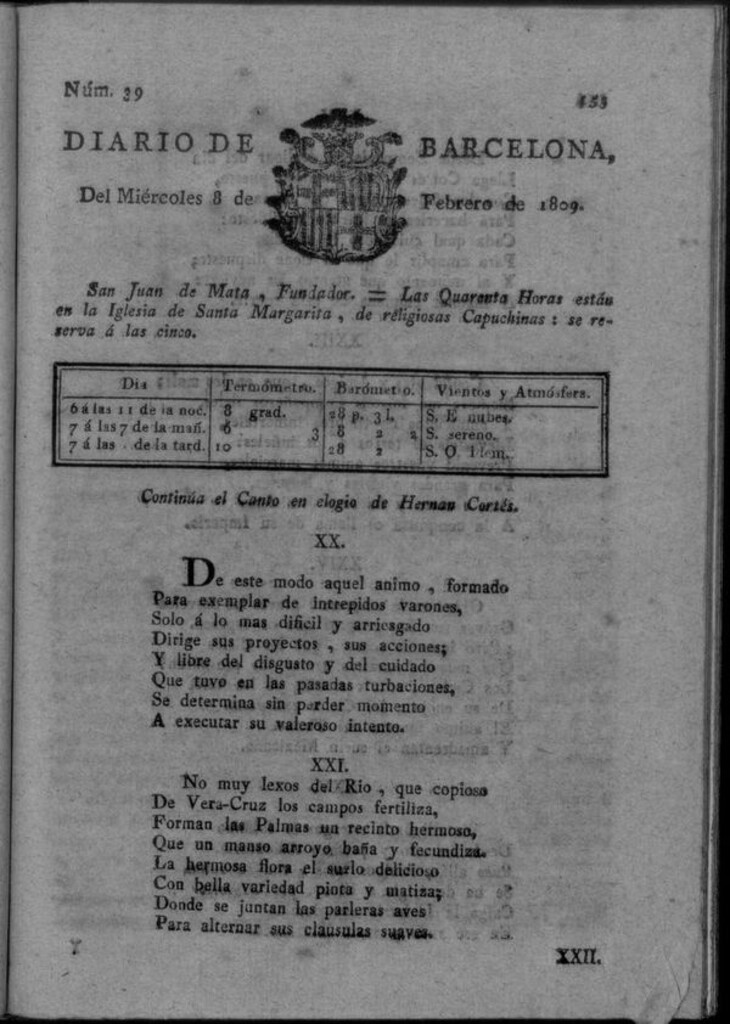 Núm. 39
153
DIARIO DE BARCELONA,
Del Miércoles 8 de Febrero de 1809.
San Juan de Mata, Fundador. = Las Quarenta Horas están
en la Iglesia de Santa Margarita, de religiosas Capuchinas: se re-
serva á las cinco.
Dia Termómetro. Barómetro. Vientos y Atmósfera.
6 á las 11 de la noc. 8 grad. 28 p. 3 l. S. E nubes.
7 á las 7 de la mañ. 6 3 8 2 2 S. sereno.
7 á las de la tard. 10 28 2 S. O. Idem.
Continúa el Canto en elogio de Hernan Cortés.
XX.
De este modo aquel animo, formado
Para exemplar de intrepidos varones,
Solo á lo mas dificil y arriesgado
Dirige sus proyectos, sus acciones;
Y libre del disgusto y del cuidado
Que tuvo en las pasadas turbaciones,
Se determina sin perder momento
A executar su valeroso intento.
XXI.
No muy lexos del Rio, que copioso
De Vera-Cruz los campos fertiliza,
Forman las Palmas un recinto hermoso,
Que un manso arroyo baña y fecundiza.
La hermosa flora el suelo delicioso
Con bella variedad pinta y matiza;
Donde se juntan las parleras aves
Para alternar sus clausulas suaves.
XXII.